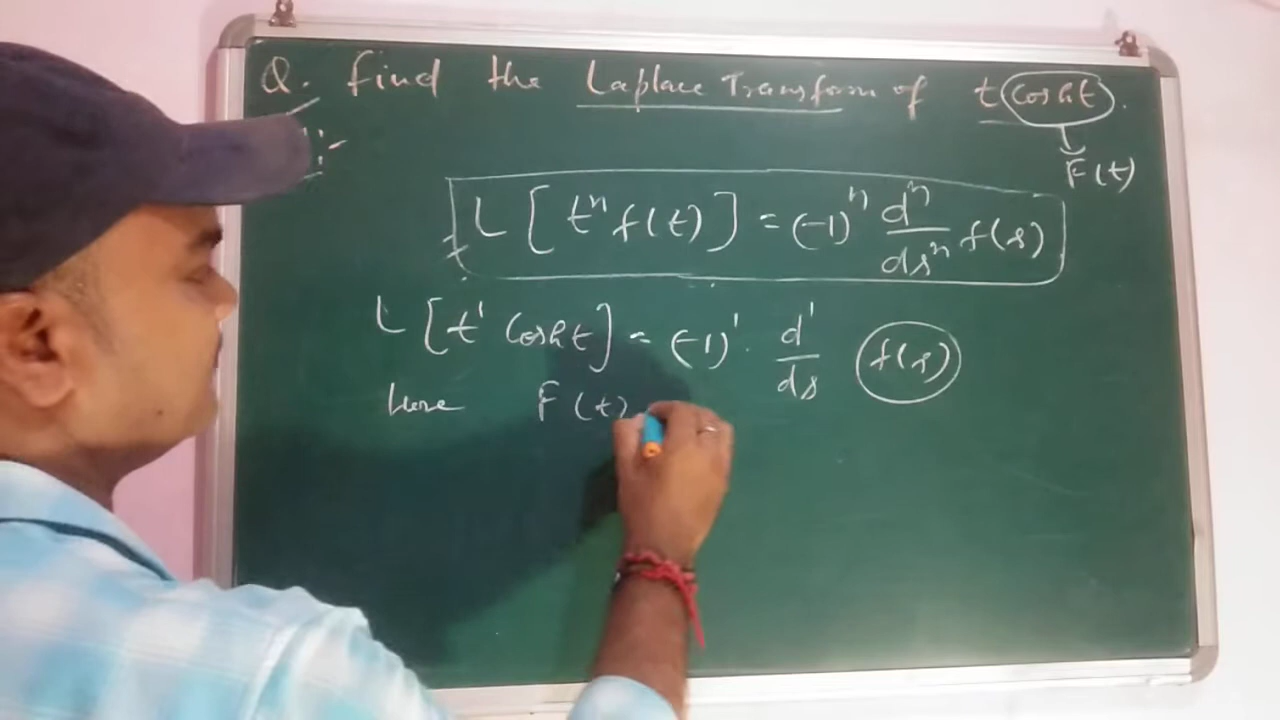 Q. Find the Laplace Transform of t cosht.
F(t)
L[tⁿ f(t)] = (-1)ⁿ dⁿ/dsⁿ f(s)
L[t¹ Cosht] = (-1)¹. d¹/ds f(s)
here F(t)